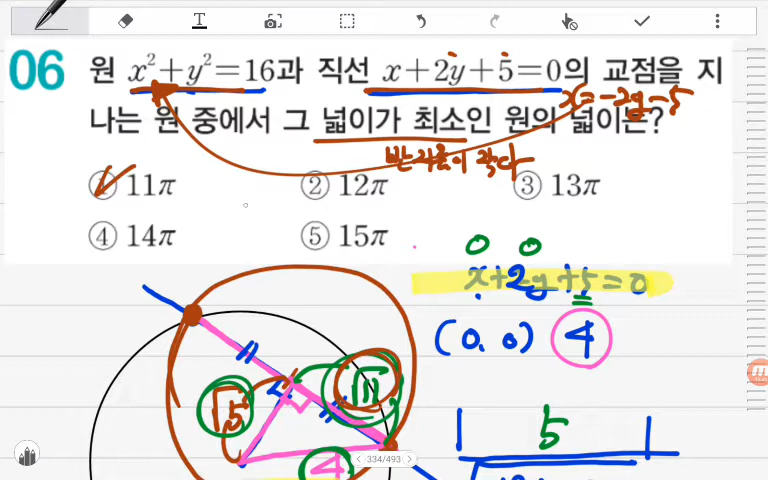 06 원 x²+y²=16과 직선 x+2y+5=0의 교점을 지
x=-2y-5
나는 원 중에서 그 넓이가 최소인 원의 넓이는?
반지름이 작다
① 11π ② 12π ③ 13π
④ 14π ⑤ 15π
x+2y+5=0
(0, 0) 4
√5 √11
| 5 |
4
334/493